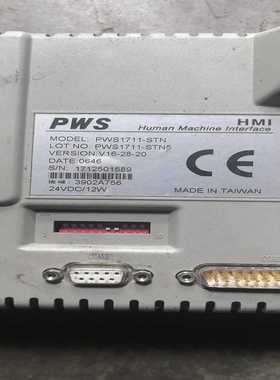 PWS HMI
Human Machine Interface
MODEL: PWS1711-STN
LOT NO: PWS1711-STN5
VERSION: V16-28-20
DATE: 0646
S/N: 1712501689
3902A756
24VDC/12W
MADE IN TAIWAN
CE